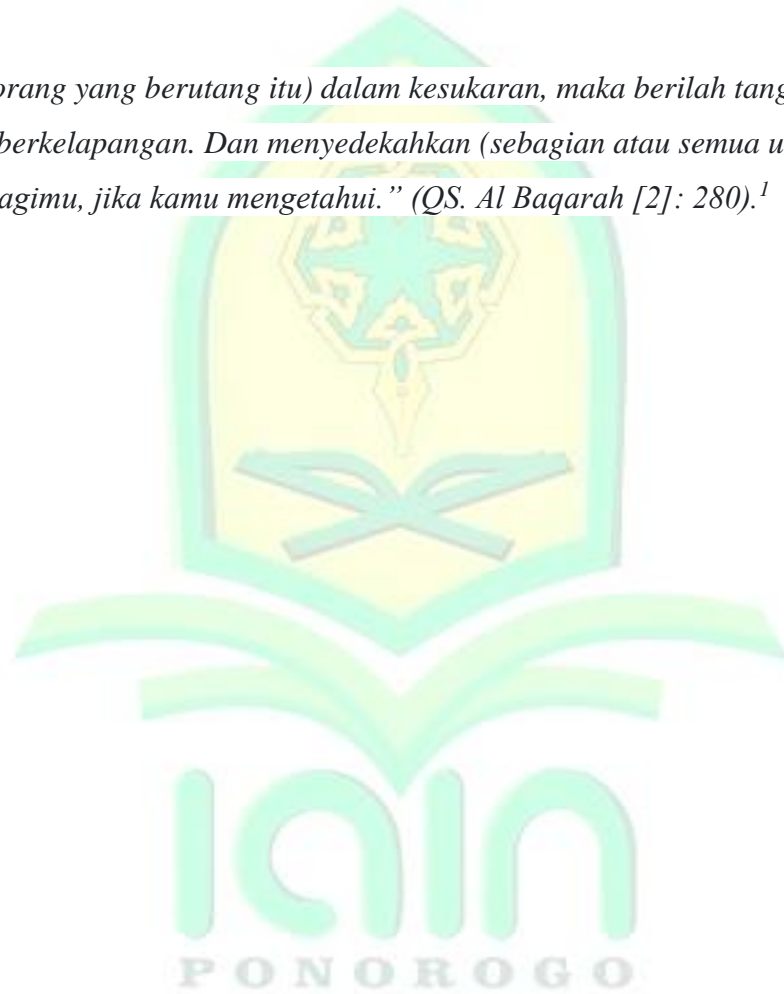 orang yang berutang itu) dalam kesukaran, maka berilah tang
berkelapangan. Dan menyedekahkan (sebagian atau semua u
agimu, jika kamu mengetahui.” (QS. Al Baqarah [2]: 280).1
iain
PONOROGO